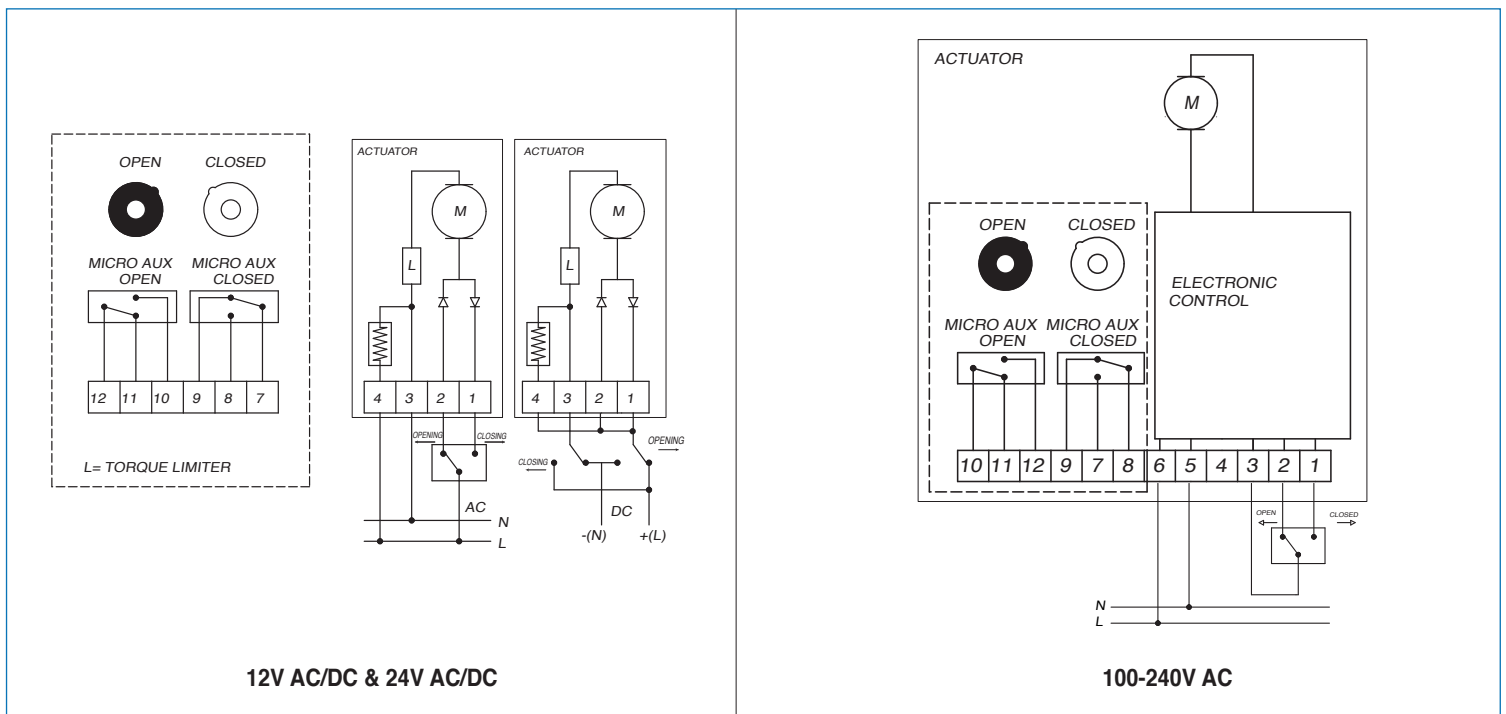 OPEN CLOSED
MICRO AUX OPEN MICRO AUX CLOSED
12 11 10 9 8 7
L= TORQUE LIMITER
ACTUATOR
M
L
4 3 2 1
OPENING CLOSING
AC
N
L
ACTUATOR
M
L
4 3 2 1
OPENING
CLOSING
DC
-(N) +(L)
12V AC/DC & 24V AC/DC
ACTUATOR
M
OPEN CLOSED
ELECTRONIC
CONTROL
MICRO AUX OPEN MICRO AUX CLOSED
10 11 12 9 7 8 6 5 4 3 2 1
OPEN CLOSED
N
L
100-240V AC